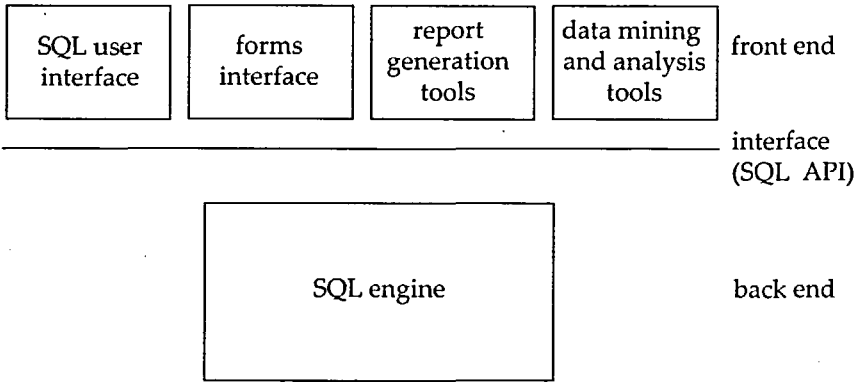 SQL user
interface
forms
interface
report
generation
tools
data mining
and analysis
tools
front end
interface
(SQL API)
SQL engine
back end